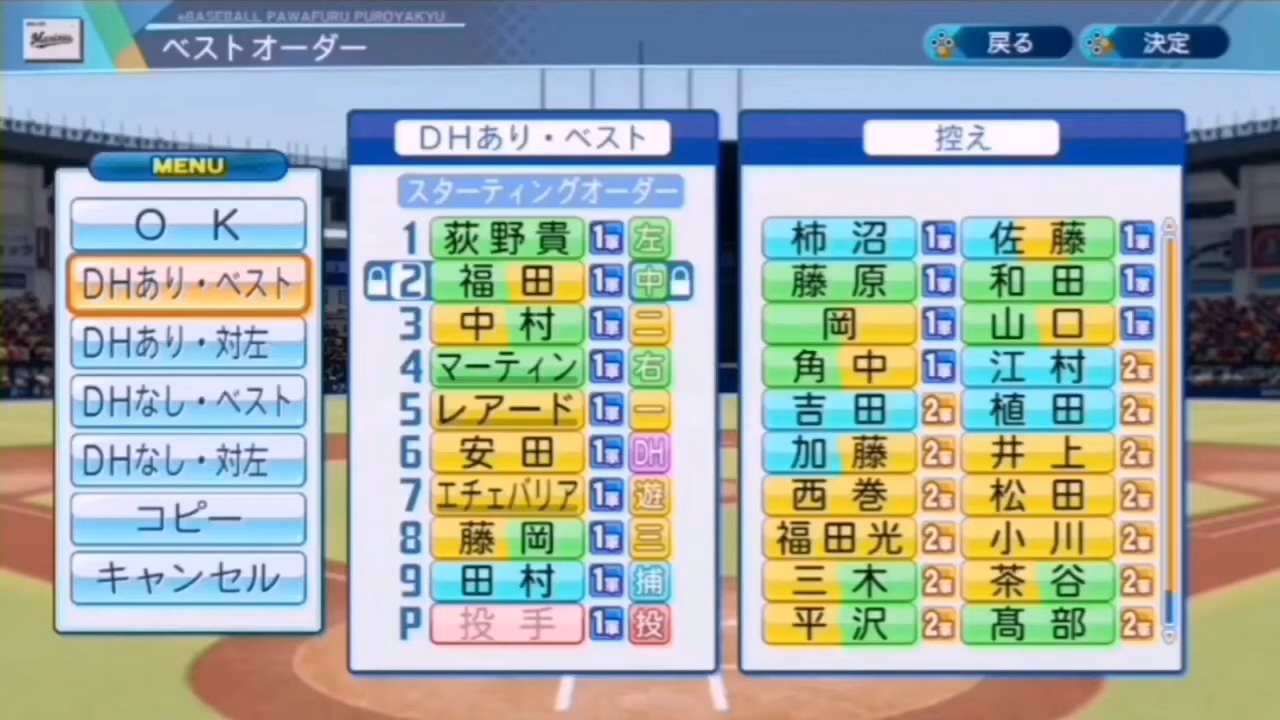 eBASEBALL PAWAFURU PUROYAKYU
Marines
ベストオーダー
戻る
決定
MENU
OK
DHあり・ベスト
DHあり・対左
DHなし・ベスト
DHなし・対左
コピー
キャンセル
DHあり・ベスト
スターティングオーダー
1 荻野貴 1軍 左
2 福田 1軍 中
3 中村 1軍 二
4 マーティン 1軍 右
5 レアード 1軍 一
6 安田 1軍 DH
7 エチェバリア 1軍 遊
8 藤岡 1軍 三
9 田村 1軍 捕
P 投手 1軍 投
控え
柿沼 1軍 佐藤 1軍
藤原 1軍 和田 1軍
岡 1軍 山口 1軍
角中 1軍 江村 2軍
吉田 2軍 植田 2軍
加藤 2軍 井上 2軍
西巻 2軍 松田 2軍
福田光 2軍 小川 2軍
三木 2軍 茶谷 2軍
平沢 2軍 髙部 2軍